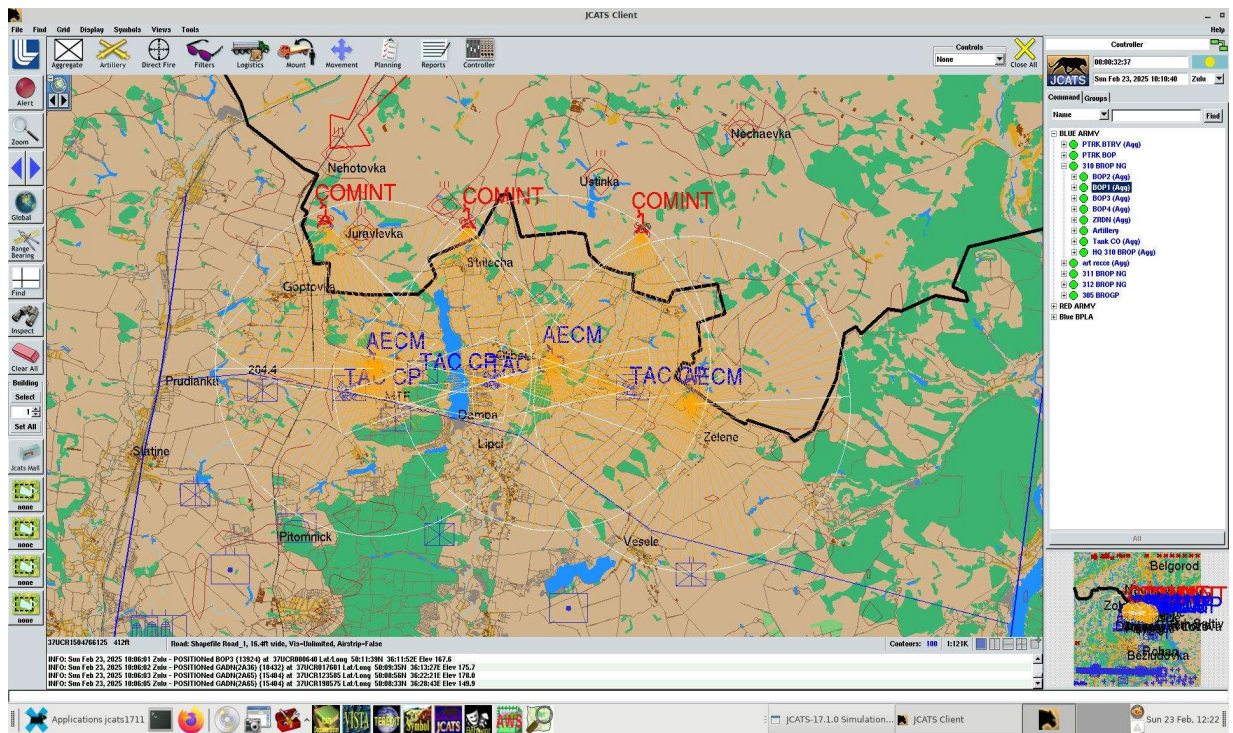 JCATS Client
File Find Grid Display Symbols Views Tools
Help
Aggregate Artillery Direct Fire Filters Logistics Mount Movement Planning Reports Controller
Controls
None
Close All
Controller
JCATS
00:00:32:37
Sun Feb 23, 2025 10:10:40 Zulu
Command Groups
Name Find
BLUE ARMY
PTRK BTRY (Agg)
PTRK BOP
310 BROP NG
BOP2 (Agg)
BOP1 (Agg)
BOP3 (Agg)
BOP4 (Agg)
ZRDN (Agg)
Artillery
Tank CO (Agg)
HQ 310 BROP (Agg)
art recce (Agg)
311 BROP NG
312 BROP NG
305 BROGP
RED ARMY
Blue BPLA
All
Alert
Zoom
Global
Range Bearing
Find
Inspect
Clear All
Building
Select
1
Set All
Jcats Mail
none
none
none
none
Nechaevka
Nehotovka
Ustinka
COMINT
COMINT
COMINT
Juravlevka
Strilecha
Goptovka
AECM
AECM
TAC CP
TAC
TAC CP
TAC CP
AECM
204.4
Prudianka
MTF
Damba
Lipci
Zelene
Slatine
Pitomnick
Vesele
Belgorod
Bezludovka
37UCR1504766125 412ft Road: Shapefile Road_1, 16.4ft wide, Vis=Unlimited, Airstrip=False Contours: 100 1:121K
INFO: Sun Feb 23, 2025 10:06:01 Zulu - POSITIONED BOP3 {13924} at 37UCR000640 Lat/Long 50:11:39N 36:11:52E Elev 167.6
INFO: Sun Feb 23, 2025 10:06:02 Zulu - POSITIONED GADN(2A36) {18432} at 37UCR017601 Lat/Long 50:09:35N 36:13:27E Elev 175.7
INFO: Sun Feb 23, 2025 10:06:03 Zulu - POSITIONED GADN(2A65) {15404} at 37UCR123585 Lat/Long 50:08:56N 36:22:21E Elev 178.0
INFO: Sun Feb 23, 2025 10:06:05 Zulu - POSITIONED GADN(2A65) {15404} at 37UCR198575 Lat/Long 50:08:33N 36:28:43E Elev 149.9
Applications jcats1711
VISTA
TEREDIT
Symbol
JCATS
AWS
JCATS-17.1.0 Simulation...
JCATS Client
Sun 23 Feb, 12:22